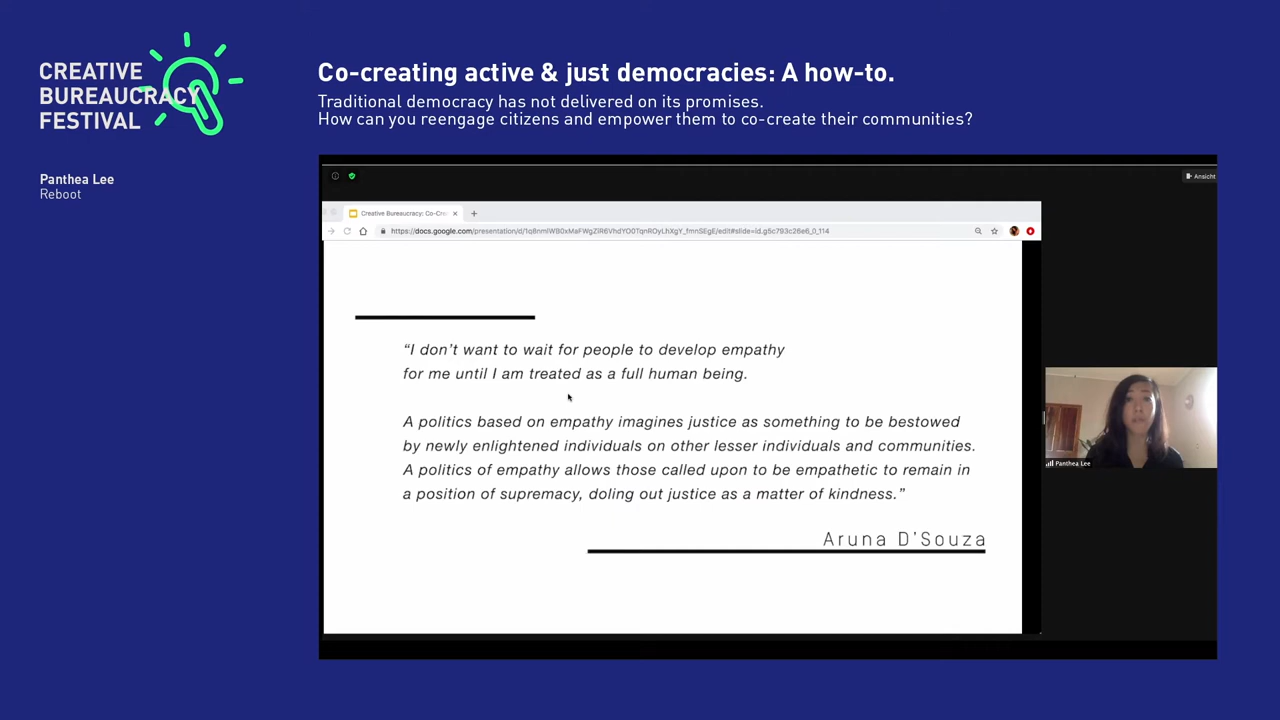 CREATIVE
BUREAUCRACY
FESTIVAL
Panthea Lee
Reboot
Co-creating active & just democracies: A how-to.
Traditional democracy has not delivered on its promises.
How can you reengage citizens and empower them to co-create their communities?
Ansicht
Creative Bureaucracy: Co-Cre
“I don’t want to wait for people to develop empathy
for me until I am treated as a full human being.
A politics based on empathy imagines justice as something to be bestowed
by newly enlightened individuals on other lesser individuals and communities.
A politics of empathy allows those called upon to be empathetic to remain in
a position of supremacy, doling out justice as a matter of kindness.”
Aruna D'Souza
Panthea Lee